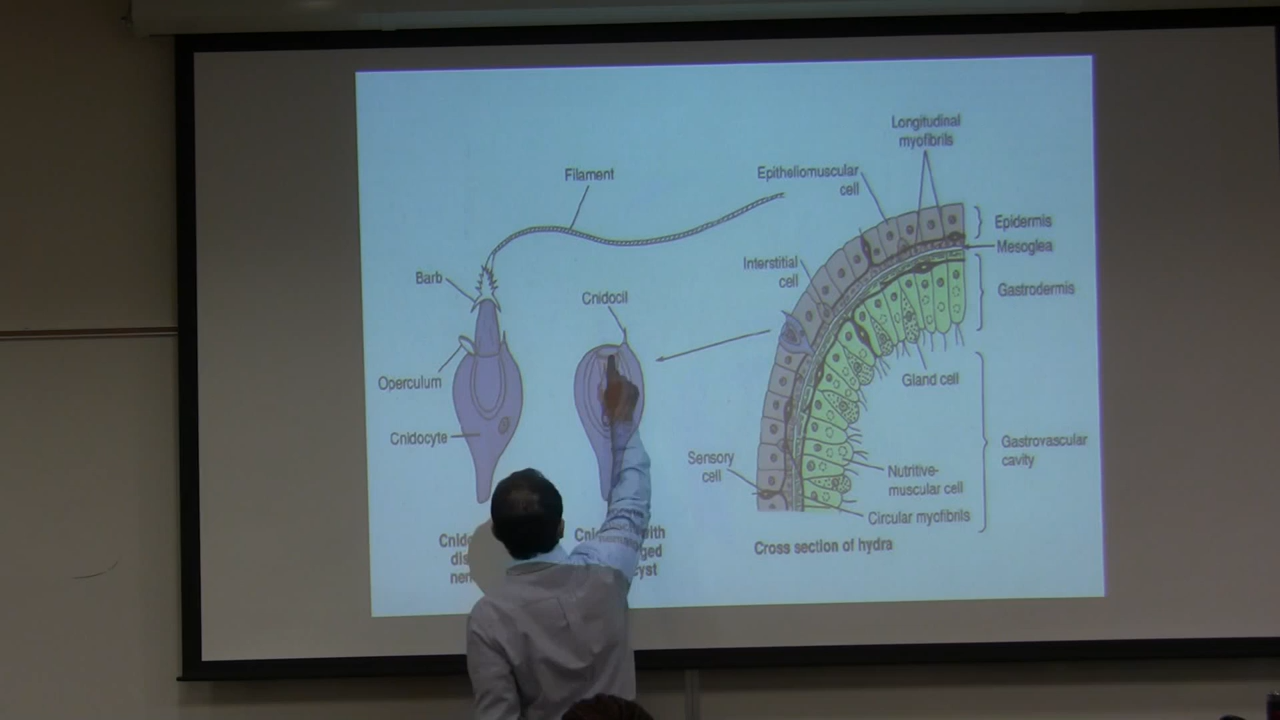 Longitudinal
myofibrils
Filament
Epitheliomuscular
cell
Epidermis
Mesoglea
Interstitial
cell
Barb
Gastrodermis
Cnidocil
Operculum
Gland cell
Cnidocyte
Gastrovascular
cavity
Sensory
cell
Nutritive-
muscular cell
Circular myofibrils
Cross section of hydra
with